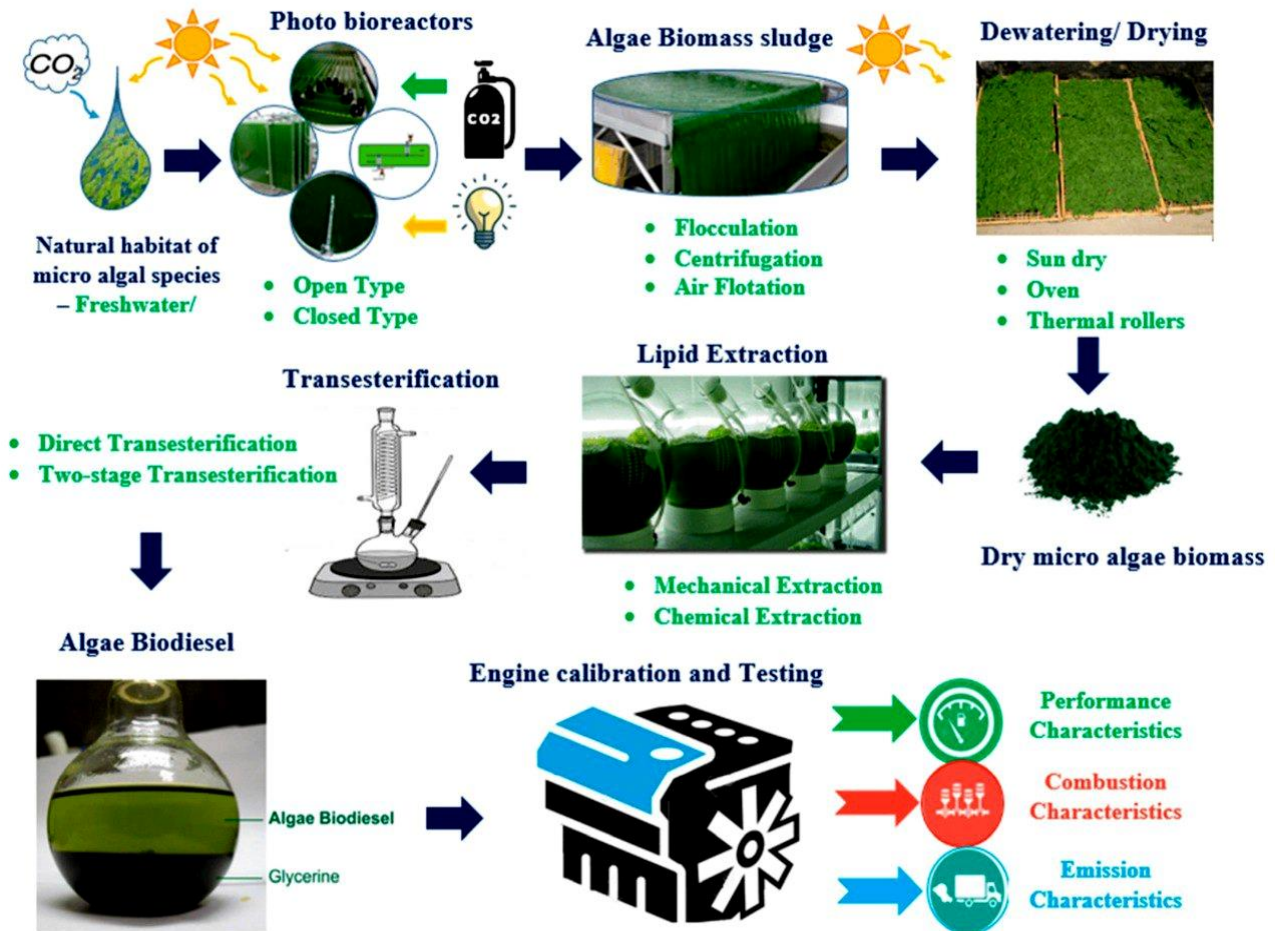 Photo bioreactors
CO2
CO2
Natural habitat of
micro algal species
– Freshwater/
• Open Type
• Closed Type
Algae Biomass sludge
• Flocculation
• Centrifugation
• Air Flotation
Dewatering/ Drying
• Sun dry
• Oven
• Thermal rollers
Dry micro algae biomass
Lipid Extraction
• Mechanical Extraction
• Chemical Extraction
Transesterification
• Direct Transesterification
• Two-stage Transesterification
Algae Biodiesel
Algae Biodiesel
Glycerine
Engine calibration and Testing
Performance
Characteristics
Combustion
Characteristics
Emission
Characteristics